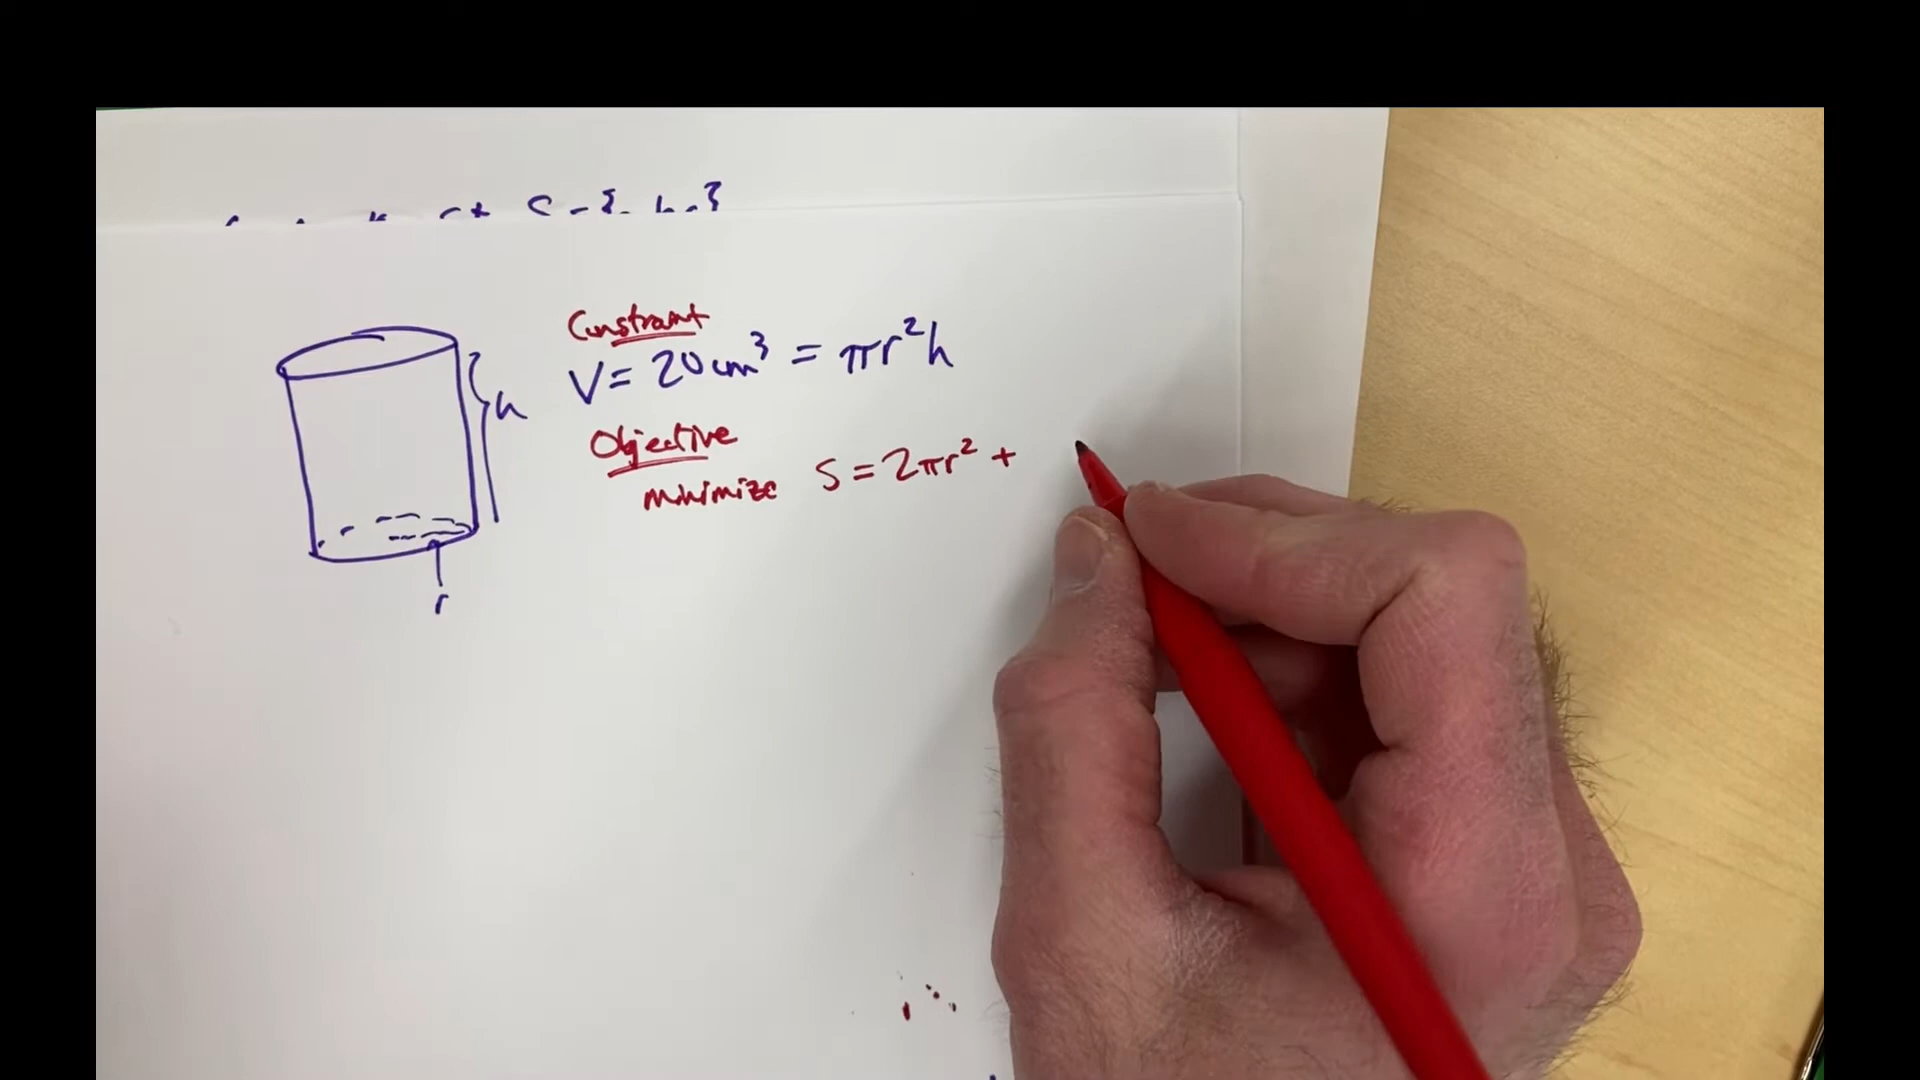 Constraint
V = 20 cm³ = πr²h
h
Objective
minimize S = 2πr² +
r